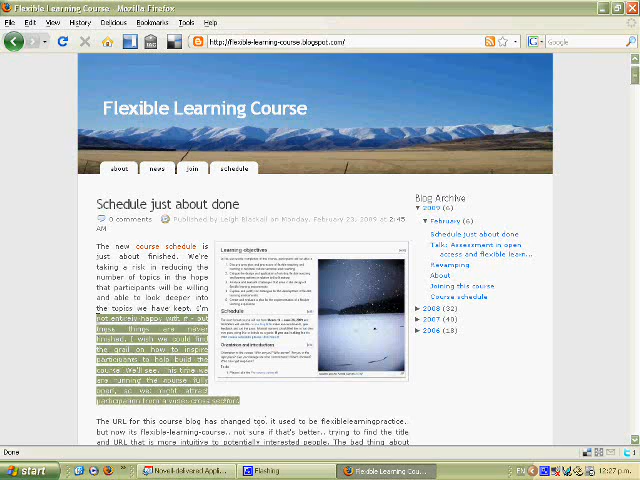 Flexible Learning Course - Mozilla Firefox
File Edit View History Delicious Bookmarks Tools Help
http://flexible-learning-course.blogspot.com/
Google
Flexible Learning Course
about news join schedule
Schedule just about done
0 comments Published by Leigh Blackall on Monday, February 23, 2009 at 2:45
AM
The new course schedule is
just about finished. We're
taking a risk in reducing the
number of topics in the hope
that participants will be willing
and able to look deeper into
the topics we have kept. I'm
not entirely happy with it - but
these things are never
finished. I wish we could find
the grail on how to inspire
participants to help build the
course. We'll see. This time we
are running the course fully
open, so we might attract
participation from a wider cross section.
Learning objectives
Schedule
The URL for this course blog has changed too. it used to be flexiblelearningpractice..
but now its flexible-learning-course.. not sure if that's better.. trying to find the title
and URL that is more intuitive to potentially interested people. The bad thing about
Blog Archive
▼ 2009 (6)
▼ February (6)
Schedule just about done
Talk: Assessment in open
access and flexible learn...
Revamping
About
Joining this course
Course schedule
► 2008 (32)
► 2007 (40)
► 2006 (18)
Done
1
start
Novell-delivered Appli...
Flashing
Flexible Learning Cou...
EN
12:27 p.m.